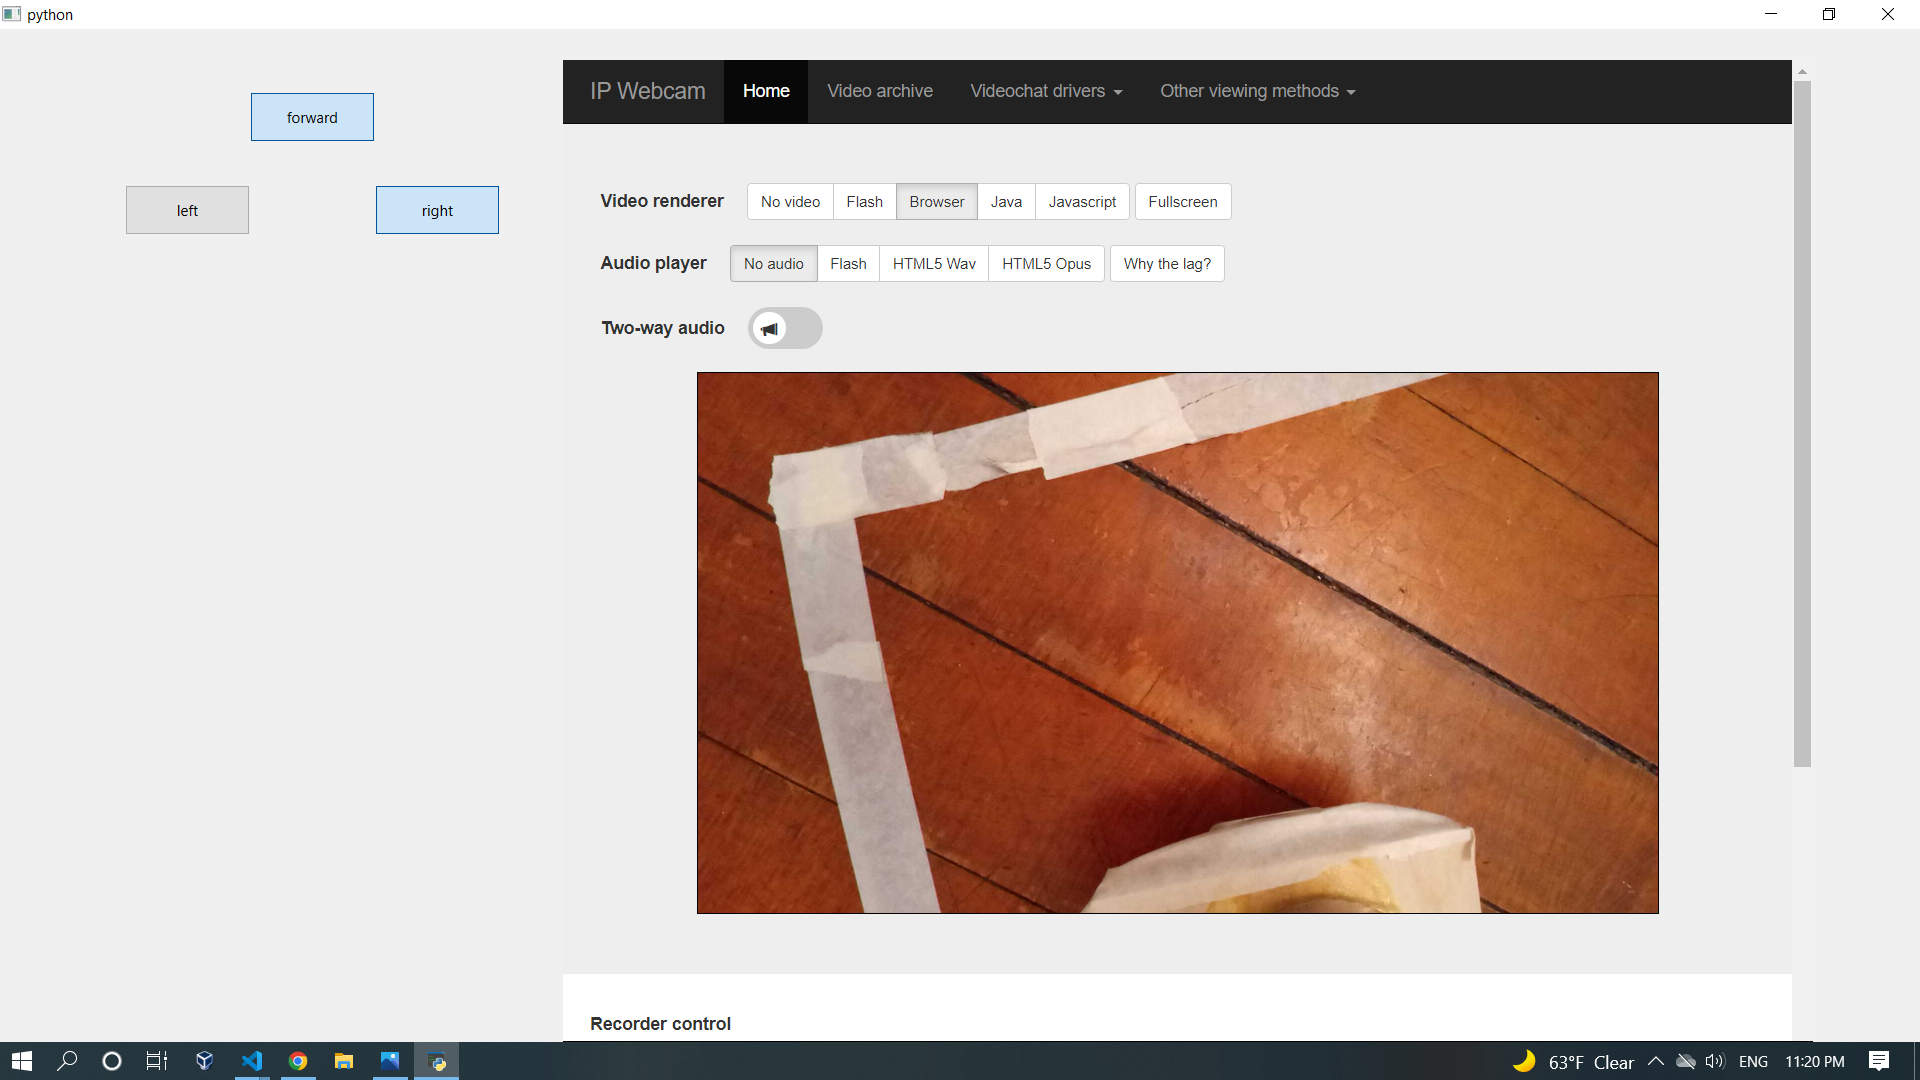 python
forward
left
right
IP Webcam Home Video archive Videochat drivers Other viewing methods
Video renderer No video Flash Browser Java Javascript Fullscreen
Audio player No audio Flash HTML5 Wav HTML5 Opus Why the lag?
Two-way audio
Recorder control
63°F Clear ENG 11:20 PM